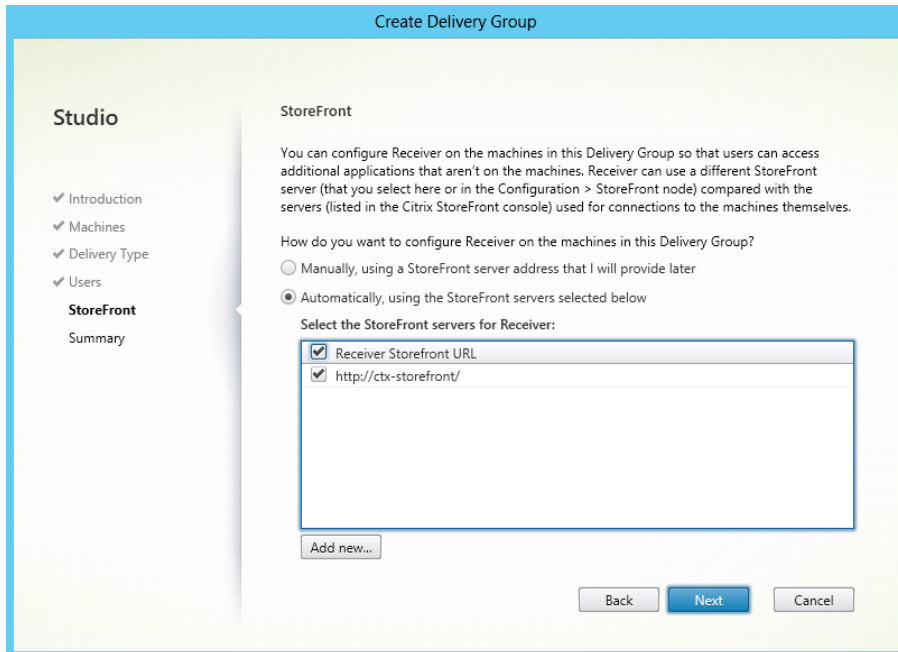 Create Delivery Group
Studio
Introduction
Machines
Delivery Type
Users
StoreFront
Summary
StoreFront
You can configure Receiver on the machines in this Delivery Group so that users can access
additional applications that aren't on the machines. Receiver can use a different StoreFront
server (that you select here or in the Configuration > StoreFront node) compared with the
servers (listed in the Citrix StoreFront console) used for connections to the machines themselves.
How do you want to configure Receiver on the machines in this Delivery Group?
Manually, using a StoreFront server address that I will provide later
Automatically, using the StoreFront servers selected below
Select the StoreFront servers for Receiver:
Receiver Storefront URL
http://ctx-storefront/
Add new...
Back
Next
Cancel